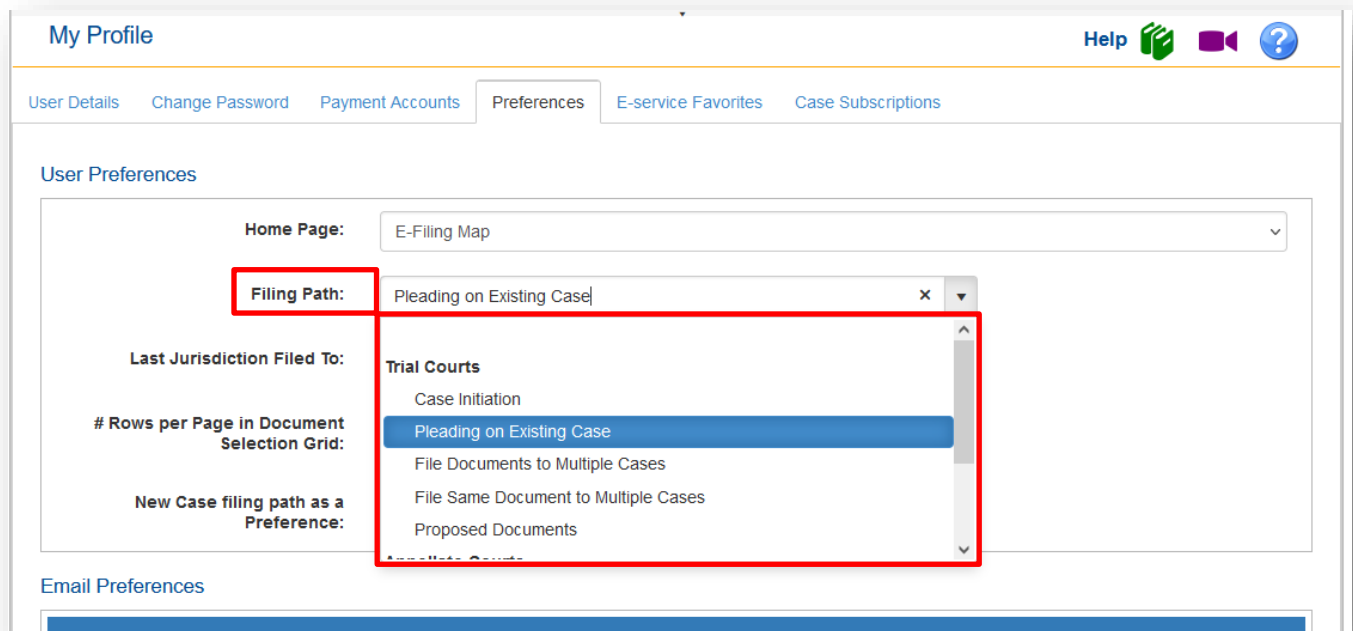 My Profile
Help
User Details Change Password Payment Accounts Preferences E-service Favorites Case Subscriptions
User Preferences
Home Page: E-Filing Map
Filing Path: Pleading on Existing Case
Last Jurisdiction Filed To:
Trial Courts
Case Initiation
# Rows per Page in Document
Selection Grid:
Pleading on Existing Case
File Documents to Multiple Cases
New Case filing path as a
Preference:
File Same Document to Multiple Cases
Proposed Documents
Appellate Courts
Email Preferences